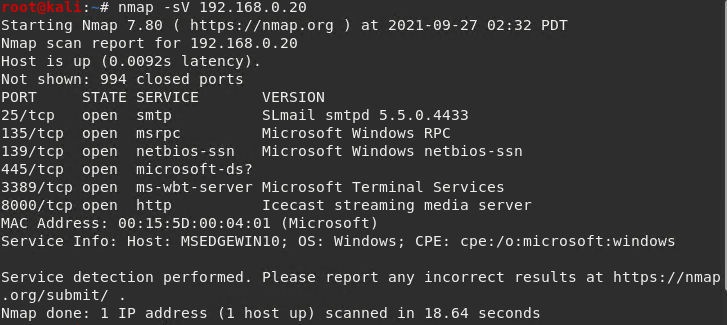 root@kali:~# nmap -sV 192.168.0.20
Starting Nmap 7.80 ( https://nmap.org ) at 2021-09-27 02:32 PDT
Nmap scan report for 192.168.0.20
Host is up (0.0092s latency).
Not shown: 994 closed ports
PORT     STATE SERVICE       VERSION
25/tcp   open  smtp          SLmail smtpd 5.5.0.4433
135/tcp  open  msrpc         Microsoft Windows RPC
139/tcp  open  netbios-ssn   Microsoft Windows netbios-ssn
445/tcp  open  microsoft-ds?
3389/tcp open  ms-wbt-server Microsoft Terminal Services
8000/tcp open  http          Icecast streaming media server
MAC Address: 00:15:5D:00:04:01 (Microsoft)
Service Info: Host: MSEDGEWIN10; OS: Windows; CPE: cpe:/o:microsoft:windows

Service detection performed. Please report any incorrect results at https://nmap
.org/submit/ .
Nmap done: 1 IP address (1 host up) scanned in 18.64 seconds